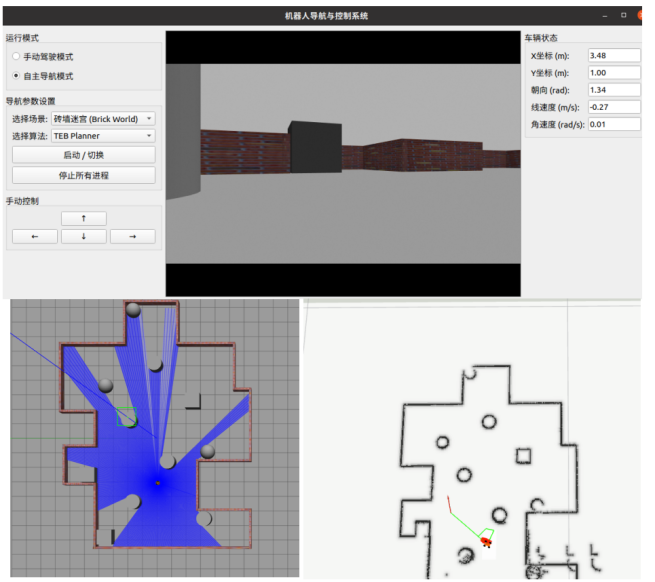 机器人导航与控制系统
运行模式
手动驾驶模式
自主导航模式
导航参数设置
选择场景: 砖墙迷宫 (Brick World)
选择算法: TEB Planner
启动 / 切换
停止所有进程
手动控制
↑
← ↓ →
车辆状态
X坐标 (m): 3.48
Y坐标 (m): 1.00
朝向 (rad): 1.34
线速度 (m/s): -0.27
角速度 (rad/s): 0.01